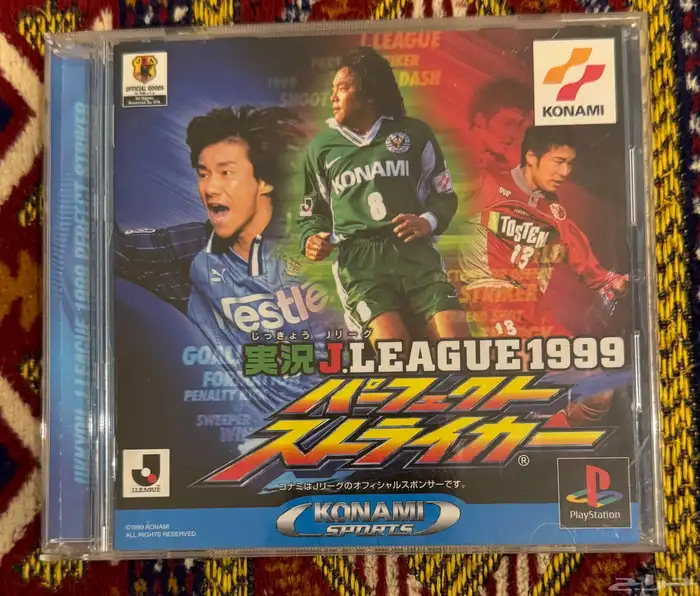 OFFICIAL GOODS
J.LEAGUE
STRIKER
DASH
1999
SHOOT
KONAMI
KONAMI
8
TOSTEM
13
estle
STRIKER
じっきょう Jリーグ
実況J.LEAGUE1999
パーフェクト
ストライカー®
GOAL
PENALTY KICK
SWEEPER
J.LEAGUE
コナミはJリーグのオフィシャルスポンサーです。
KONAMI
SPORTS
PlayStation
©1999 KONAMI
ALL RIGHTS RESERVED.
JIKKYOU J.LEAGUE 1999 PERFECT STRIKER
حراج